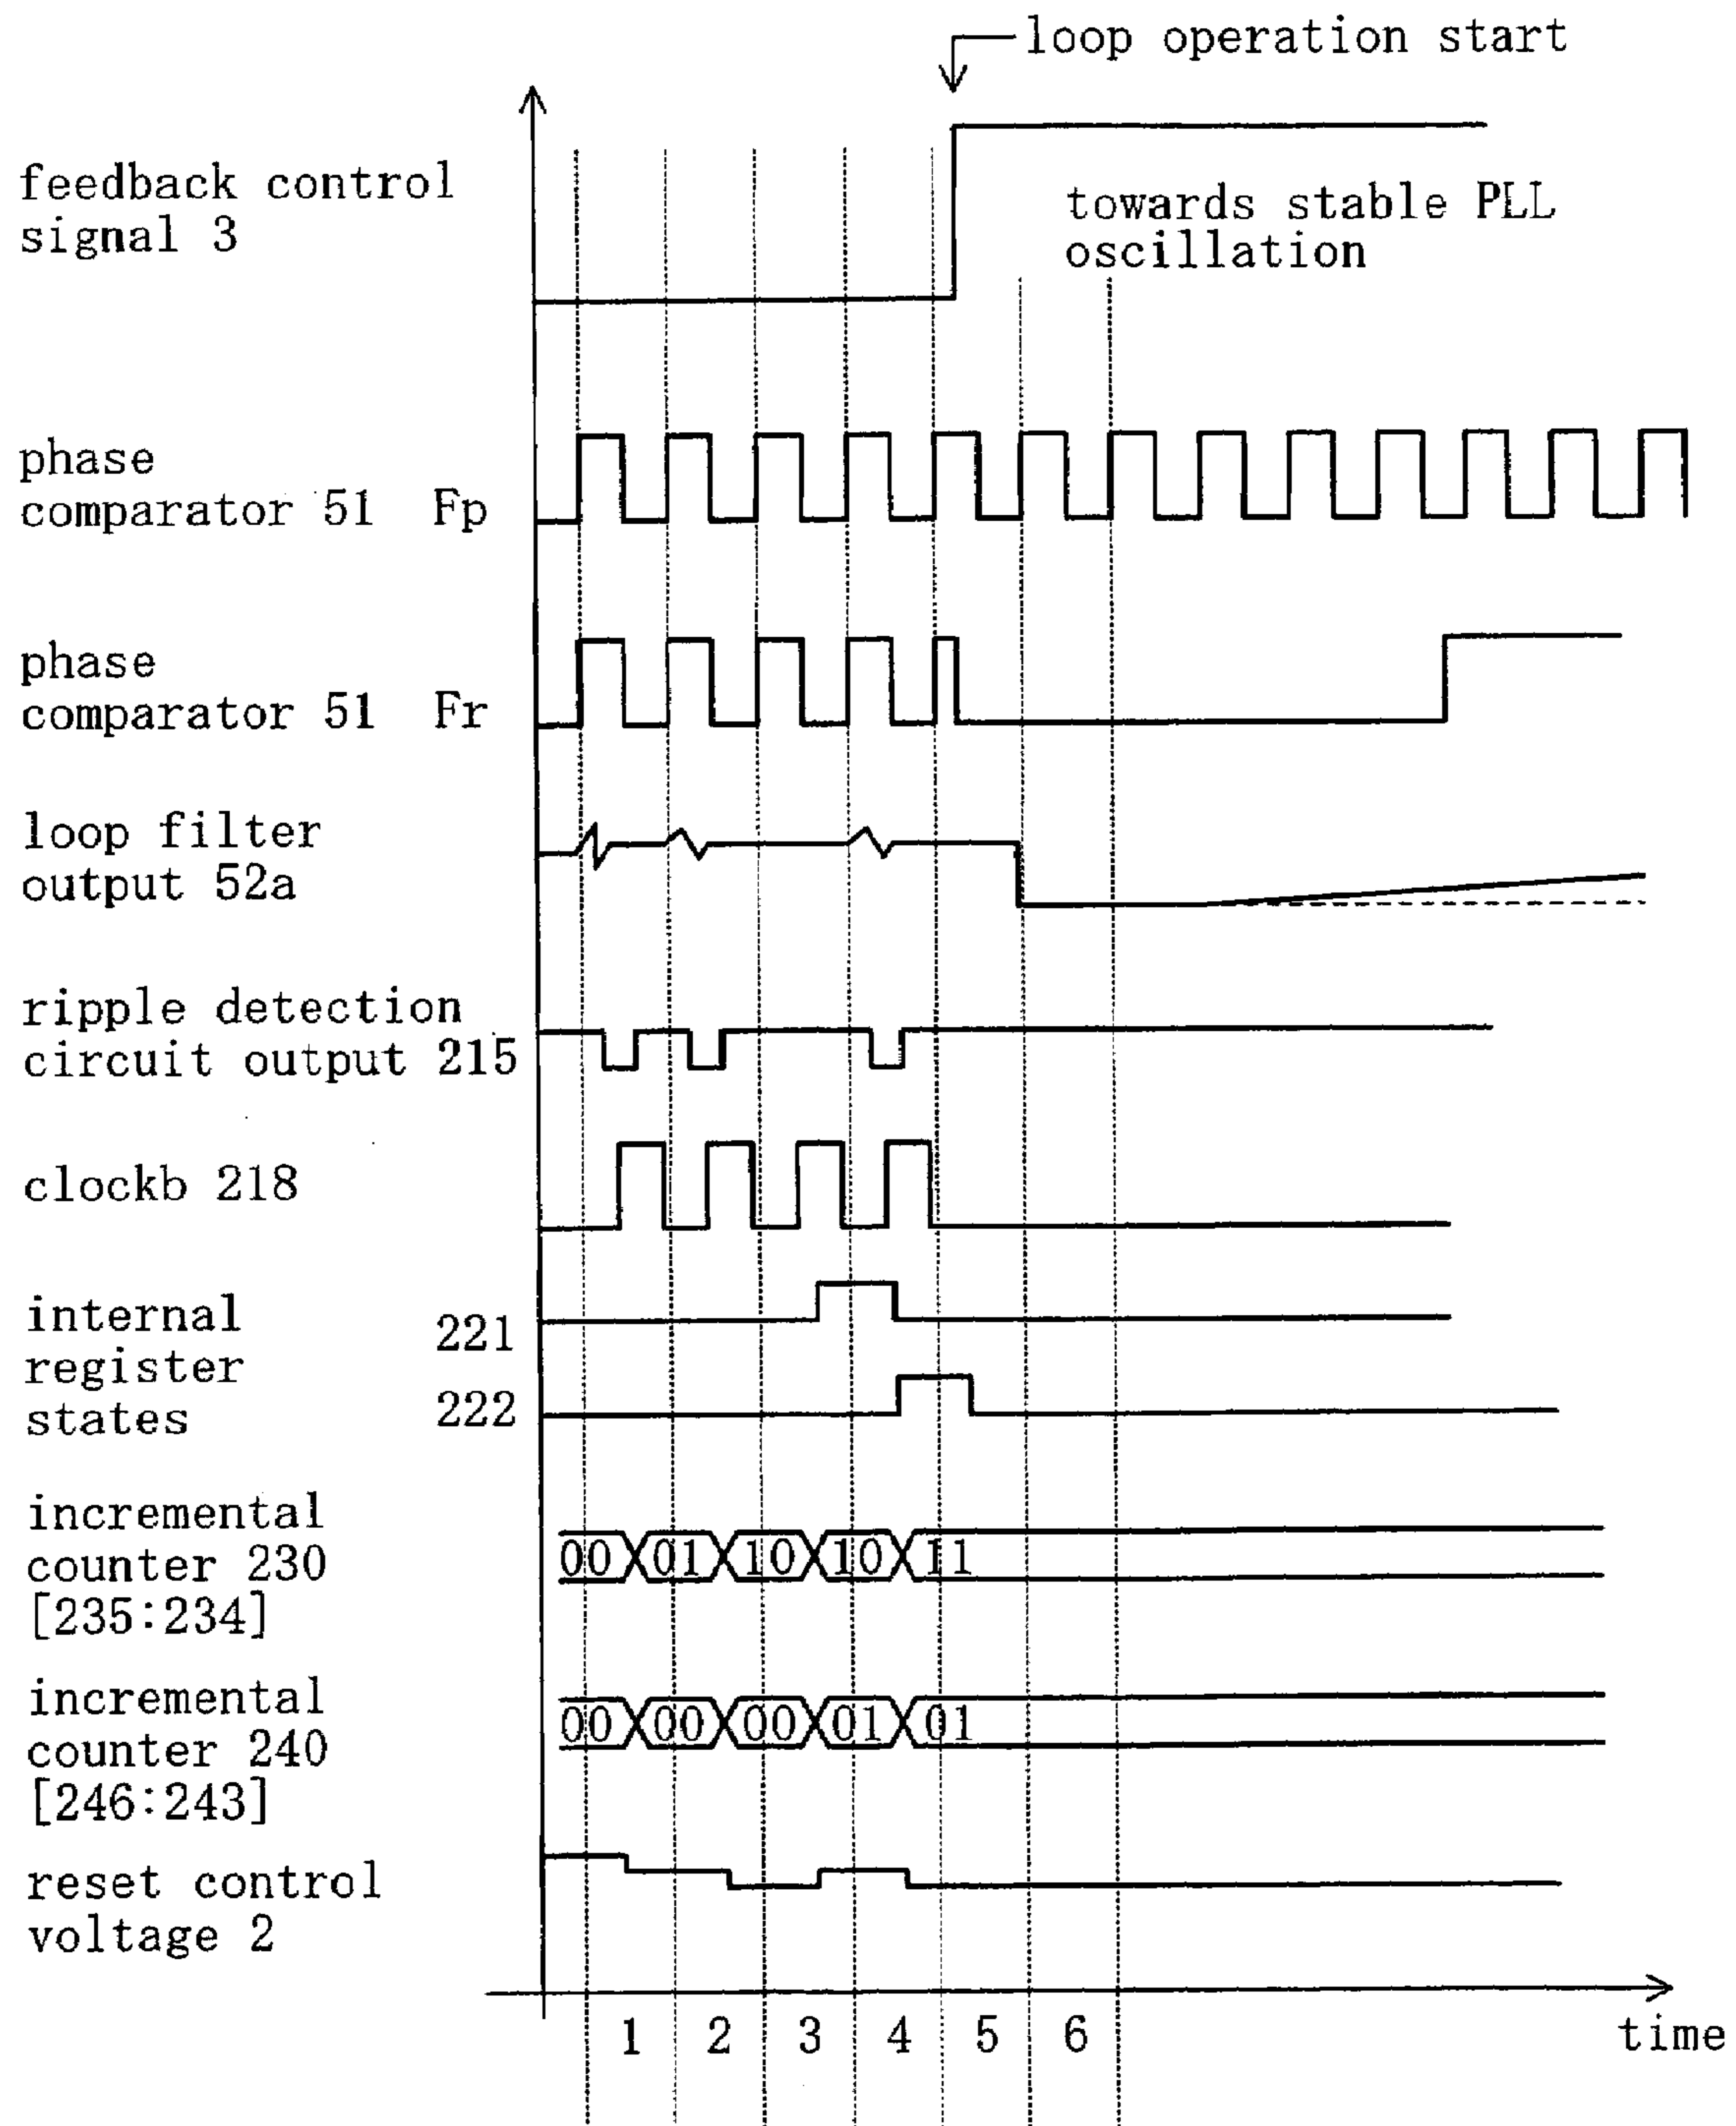 loop operation start
feedback control
signal 3
towards stable PLL
oscillation
phase
comparator 51 Fp
phase
comparator 51 Fr
loop filter
output 52a
ripple detection
circuit output 215
clockb 218
internal
register
states
221
222
incremental
counter 230
[235:234]
00 01 10 10 11
incremental
counter 240
[246:243]
00 00 00 01 01
reset control
voltage 2
1 2 3 4 5 6
time